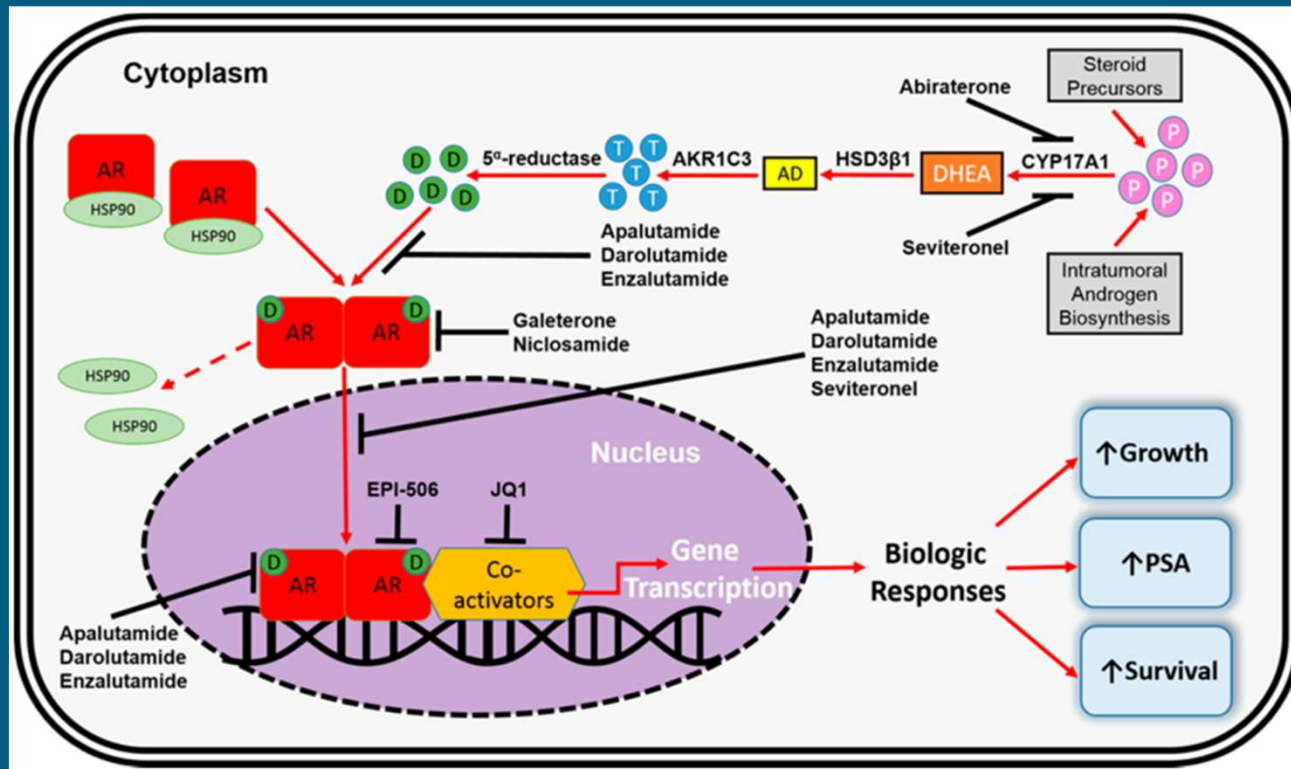 Cytoplasm
Steroid
Precursors
Abiraterone
P
P
P
P
P
P
CYP17A1
DHEA
HSD3β1
AD
AKR1C3
T
T
T
T
T
5ᵅ-reductase
D
D
D
D
D
AR
HSP90
AR
HSP90
Seviteronel
Intratumoral
Androgen
Biosynthesis
Apalutamide
Darolutamide
Enzalutamide
D
AR
AR
D
Galeterone
Niclosamide
Apalutamide
Darolutamide
Enzalutamide
Seviteronel
HSP90
HSP90
Nucleus
EPI-506
JQ1
D
AR
AR
D
Co-
activators
Gene
Transcription
Biologic
Responses
↑Growth
↑PSA
↑Survival
Apalutamide
Darolutamide
Enzalutamide